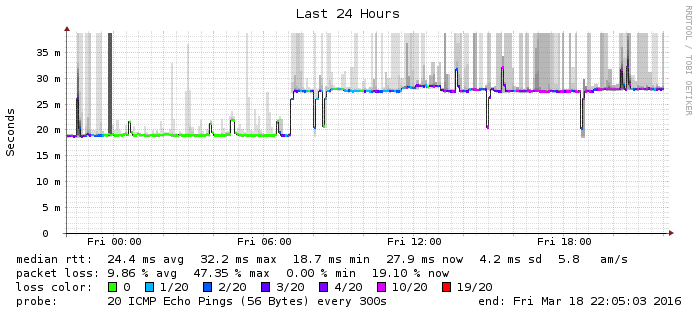 Last 24 Hours
RRDTOOL / TOBI OETIKER
Seconds
35 m
30 m
25 m
20 m
15 m
10 m
5 m
0
Fri 00:00 Fri 06:00 Fri 12:00 Fri 18:00
median rtt: 24.4 ms avg 32.2 ms max 18.7 ms min 27.9 ms now 4.2 ms sd 5.8 am/s
packet loss: 9.86 % avg 47.35 % max 0.00 % min 19.10 % now
loss color: 0 1/20 2/20 3/20 4/20 10/20 19/20
probe: 20 ICMP Echo Pings (56 Bytes) every 300s end: Fri Mar 18 22:05:03 2016